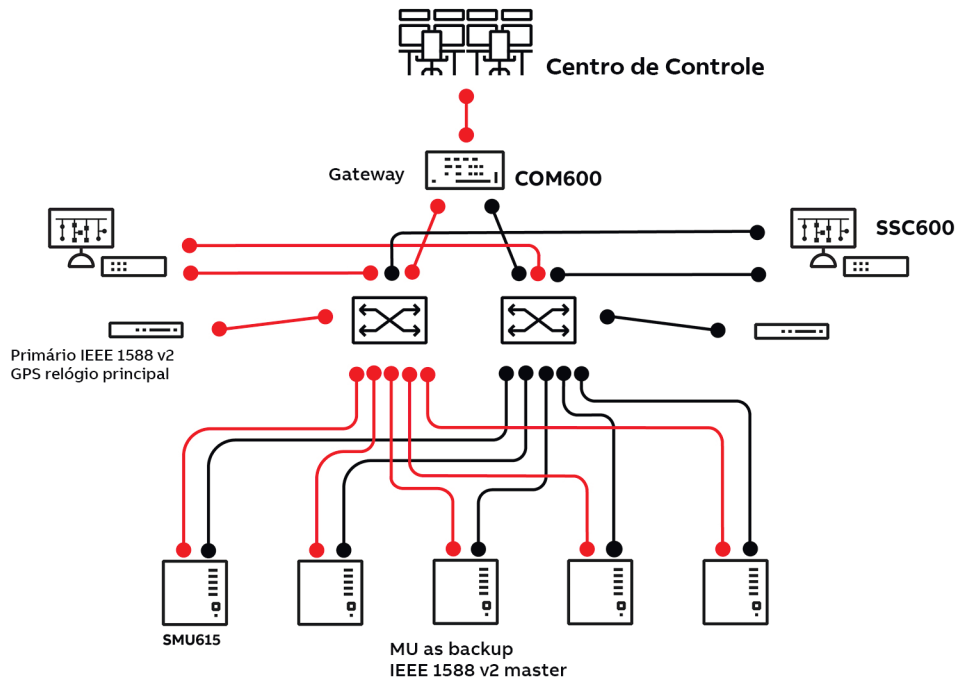 Centro de Controle
Gateway
COM600
SSC600
Primário IEEE 1588 v2
GPS relógio principal
SMU615
MU as backup
IEEE 1588 v2 master